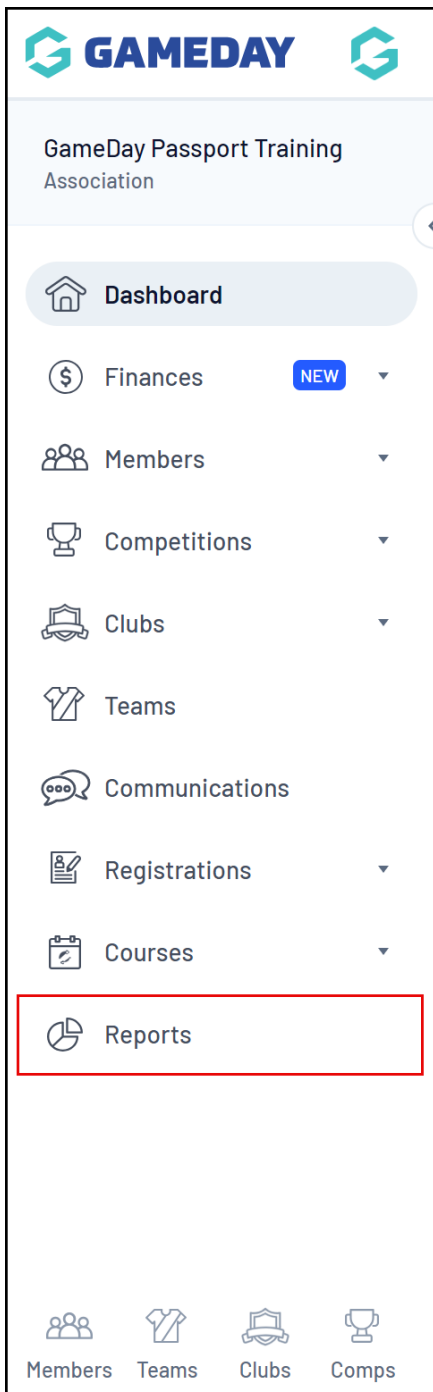 GAMEDAY
GameDay Passport Training
Association
Dashboard
Finances NEW
Members
Competitions
Clubs
Teams
Communications
Registrations
Courses
Reports
Members Teams Clubs Comps